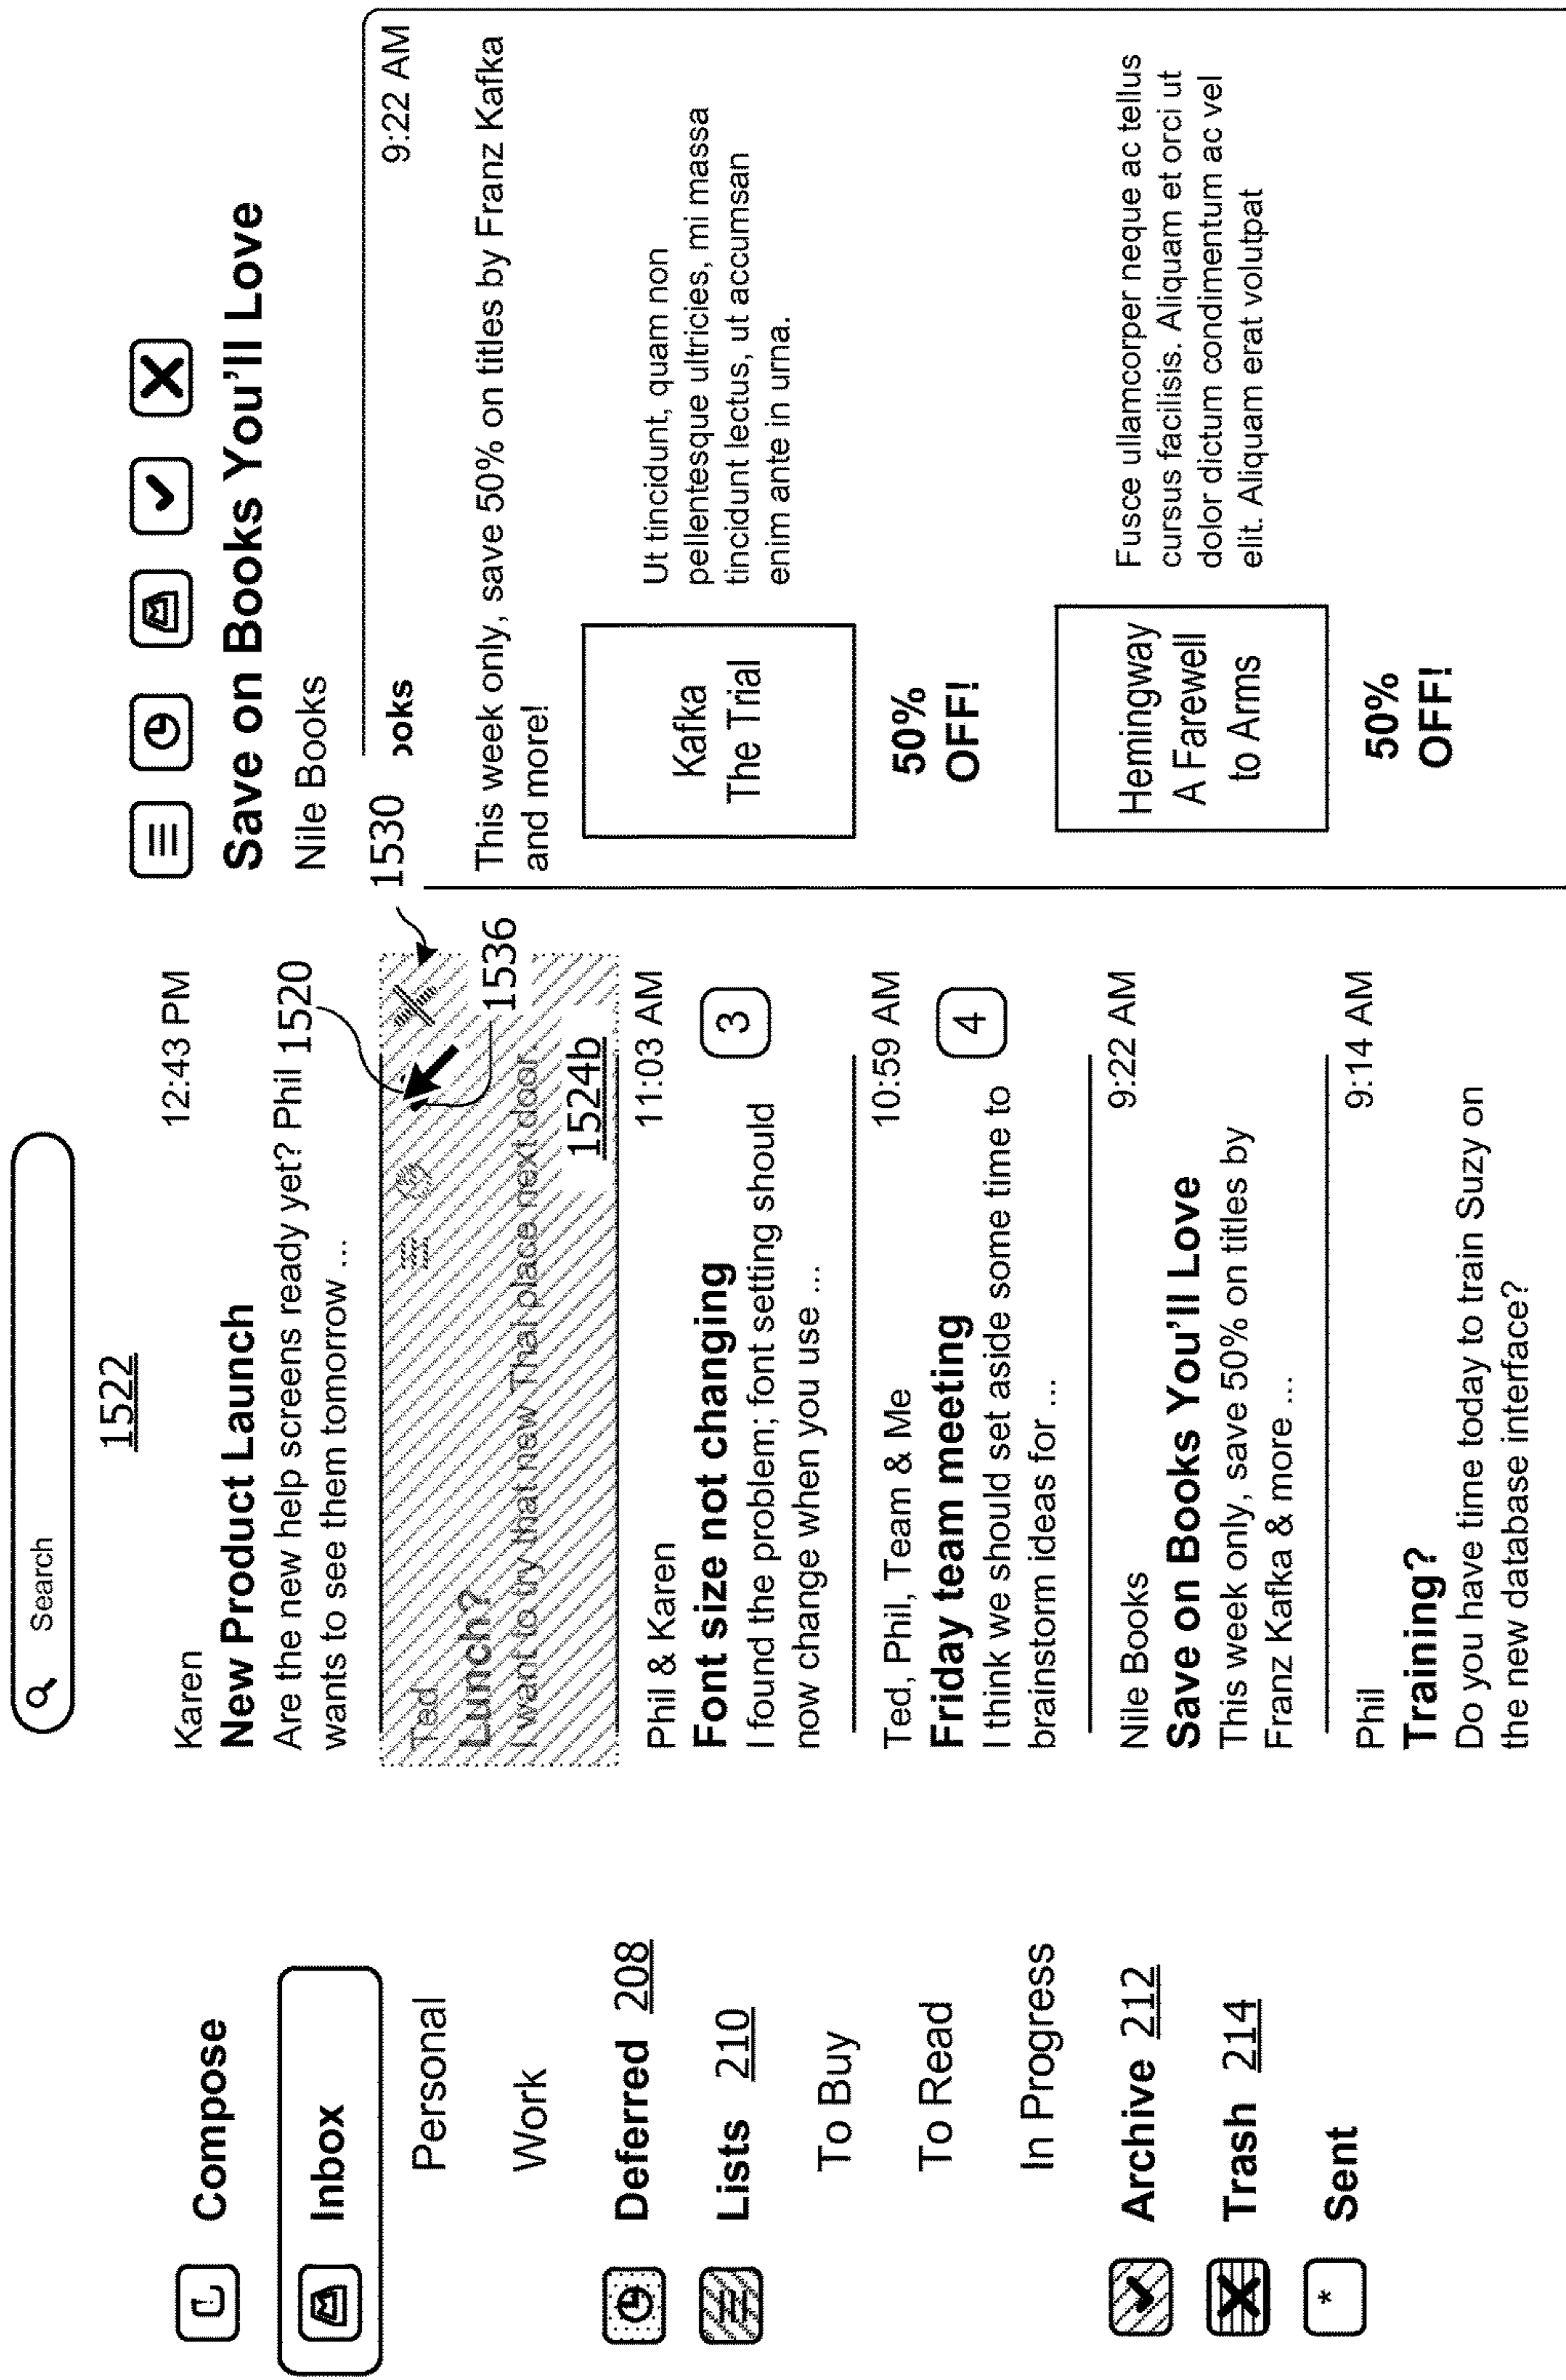 Compose
Inbox
Personal
Work
Deferred 208
Lists 210
To Buy
To Read
In Progress
Archive 212
Trash 214
* Sent
Search
1522
Karen 12:43 PM
New Product Launch
Are the new help screens ready yet? Phil
wants to see them tomorrow ...
1520
Ted
Lunch?
I want to try that new Thai place next door.
1530
1536
1524b
Phil & Karen 11:03 AM
Font size not changing 3
I found the problem; font setting should
now change when you use ...
Ted, Phil, Team & Me 10:59 AM
Friday team meeting 4
I think we should set aside some time to
brainstorm ideas for ...
Nile Books 9:22 AM
Save on Books You'll Love
This week only, save 50% on titles by
Franz Kafka & more ...
Phil 9:14 AM
Training?
Do you have time today to train Suzy on
the new database interface?
Save on Books You'll Love
Nile Books
ooks 9:22 AM
This week only, save 50% on titles by Franz Kafka
and more!
Kafka
The Trial
50%
OFF!
Ut tincidunt, quam non
pellentesque ultricies, mi massa
tincidunt lectus, ut accumsan
enim ante in urna.
Hemingway
A Farewell
to Arms
50%
OFF!
Fusce ullamcorper neque ac tellus
cursus facilisis. Aliquam et orci ut
dolor dictum condimentum ac vel
elit. Aliquam erat volutpat